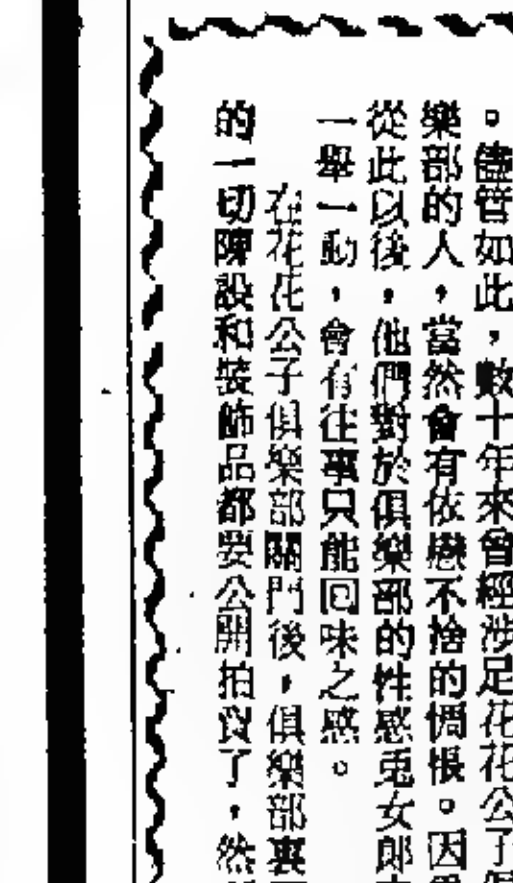 。儘管如此，數十年來曾經涉足花花公子俱
樂部的人，當然會有依戀不捨的惆悵。因
從此以後，他們對於俱樂部的性感兎女郎
一舉一動，會有往事只能回味之感。
在花花公子俱樂部關門後，俱樂部裏
的一切陳設和裝飾品都要公開拍賣了，然